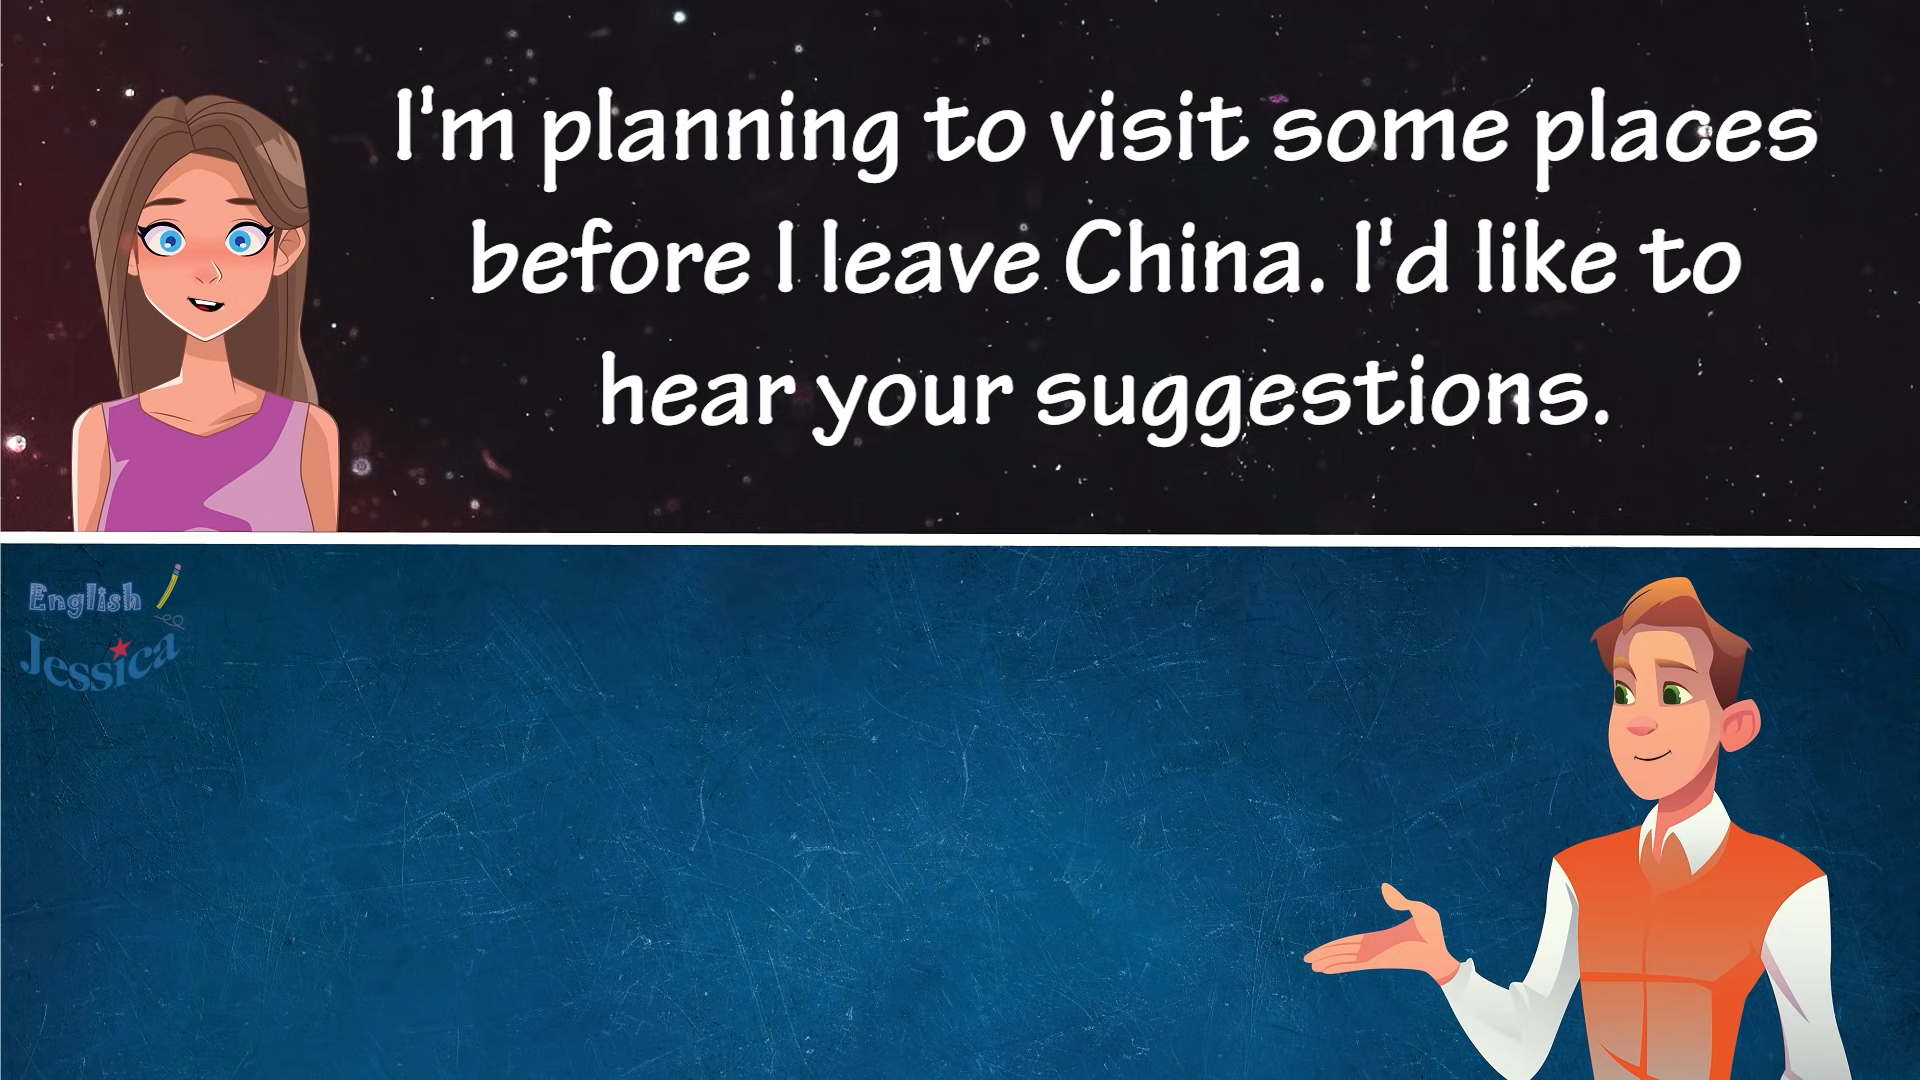 I'm planning to visit some places
before I leave China. I'd like to
hear your suggestions.
English
Jessica